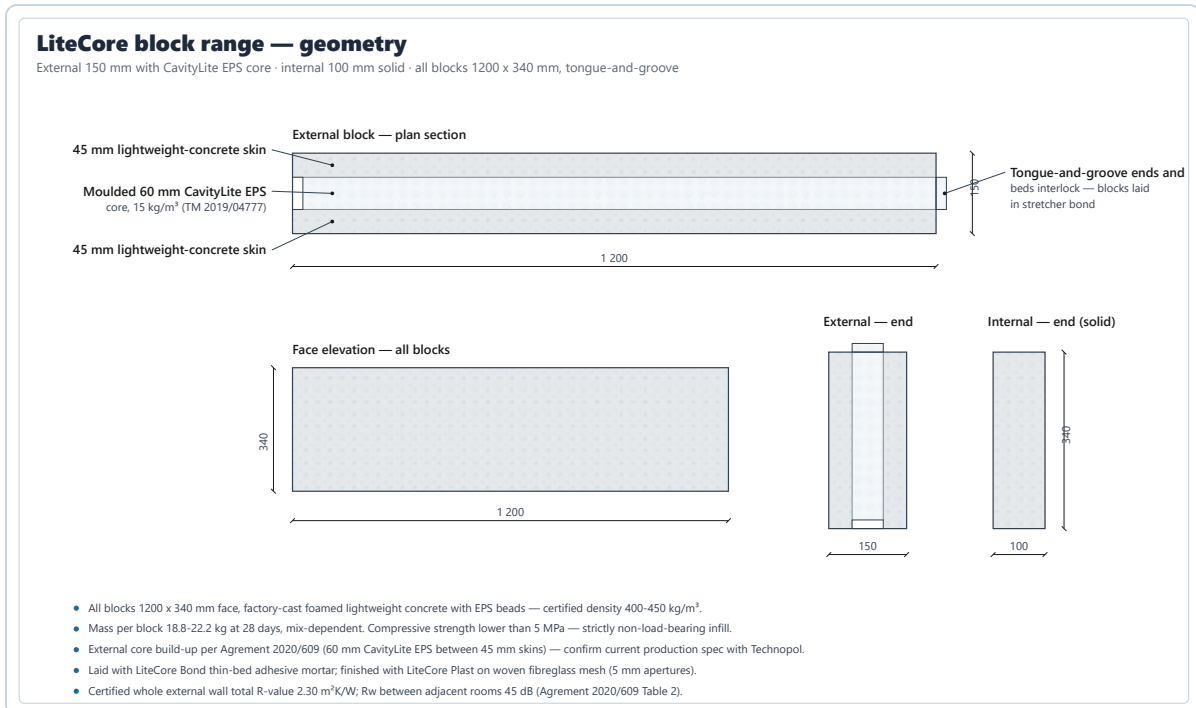 LiteCore block range — geometry
External 150 mm with CavityLite EPS core · internal 100 mm solid · all blocks 1200 x 340 mm, tongue-and-groove
External block — plan section
45 mm lightweight-concrete skin
Moulded 60 mm CavityLite EPS
core, 15 kg/m³ (TM 2019/04777)
45 mm lightweight-concrete skin
150
Tongue-and-groove ends and
beds interlock — blocks laid
in stretcher bond
1 200
Face elevation — all blocks
External — end
Internal — end (solid)
340
340
1 200
150
100
All blocks 1200 x 340 mm face, factory-cast foamed lightweight concrete with EPS beads — certified density 400-450 kg/m³.
Mass per block 18.8-22.2 kg at 28 days, mix-dependent. Compressive strength lower than 5 MPa — strictly non-load-bearing infill.
External core build-up per Agrement 2020/609 (60 mm CavityLite EPS between 45 mm skins) — confirm current production spec with Technopol.
Laid with LiteCore Bond thin-bed adhesive mortar; finished with LiteCore Plast on woven fibreglass mesh (5 mm apertures).
Certified whole external wall total R-value 2.30 m²K/W; Rw between adjacent rooms 45 dB (Agrement 2020/609 Table 2).